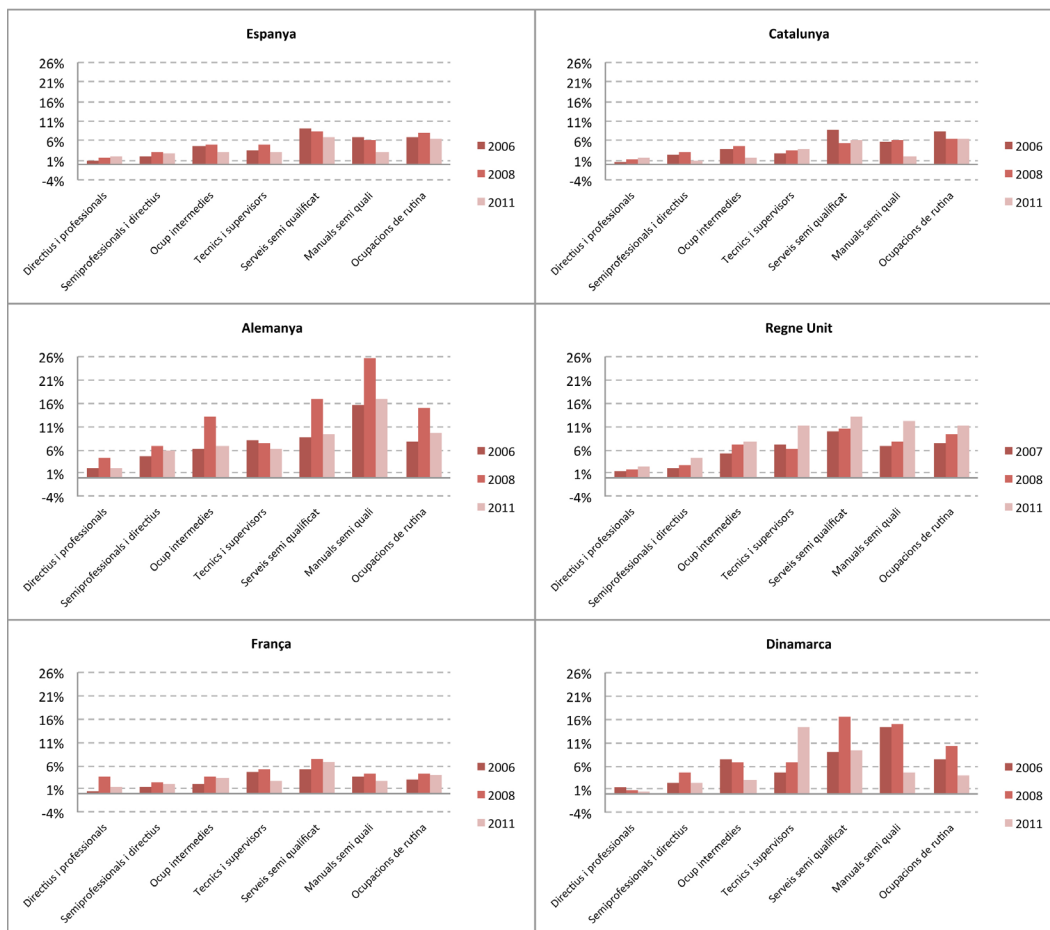 Espanya
26%
21%
16%
11%
6%
1%
-4%
Directius i professionals
Semiprofessionals i directius
Ocup intermedies
Tecnics i supervisors
Serveis semi qualificat
Manuals semi quali
Ocupacions de rutina
2006
2008
2011
Catalunya
26%
21%
16%
11%
6%
1%
-4%
Directius i professionals
Semiprofessionals i directius
Ocup intermedies
Tecnics i supervisors
Serveis semi qualificat
Manuals semi quali
Ocupacions de rutina
2006
2008
2011
Alemanya
26%
21%
16%
11%
6%
1%
-4%
Directius i professionals
Semiprofessionals i directius
Ocup intermedies
Tecnics i supervisors
Serveis semi qualificat
Manuals semi quali
Ocupacions de rutina
2006
2008
2011
Regne Unit
26%
21%
16%
11%
6%
1%
-4%
Directius i professionals
Semiprofessionals i directius
Ocup intermedies
Tecnics i supervisors
Serveis semi qualificat
Manuals semi quali
Ocupacions de rutina
2007
2008
2011
França
26%
21%
16%
11%
6%
1%
-4%
Directius i professionals
Semiprofessionals i directius
Ocup intermedies
Tecnics i supervisors
Serveis semi qualificat
Manuals semi quali
Ocupacions de rutina
2006
2008
2011
Dinamarca
26%
21%
16%
11%
6%
1%
-4%
Directius i professionals
Semiprofessionals i directius
Ocup intermedies
Tecnics i supervisors
Serveis semi qualificat
Manuals semi quali
Ocupacions de rutina
2006
2008
2011